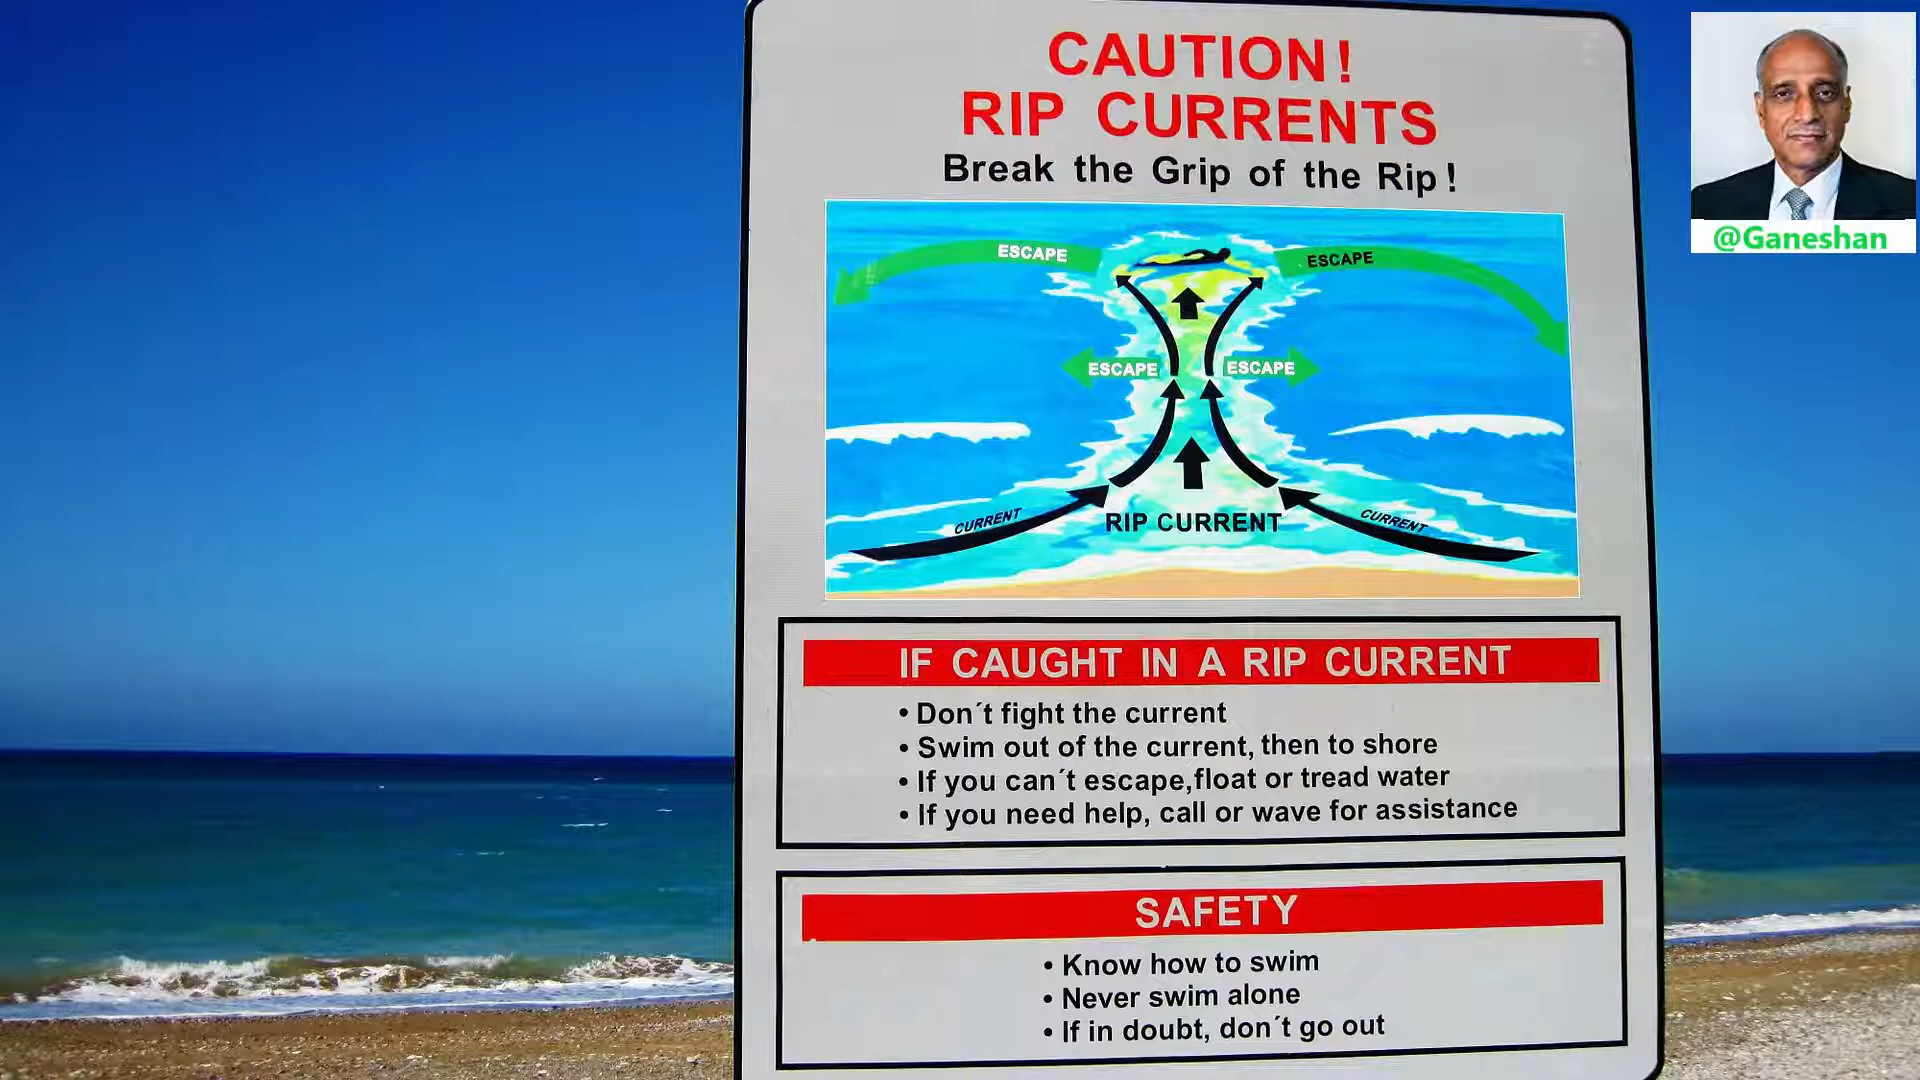 CAUTION!
RIP CURRENTS
Break the Grip of the Rip!
@Ganeshan
ESCAPE
ESCAPE
ESCAPE
ESCAPE
CURRENT
RIP CURRENT
CURRENT
IF CAUGHT IN A RIP CURRENT
• Don´t fight the current
• Swim out of the current, then to shore
• If you can´t escape,float or tread water
• If you need help, call or wave for assistance
SAFETY
• Know how to swim
• Never swim alone
• If in doubt, don´t go out